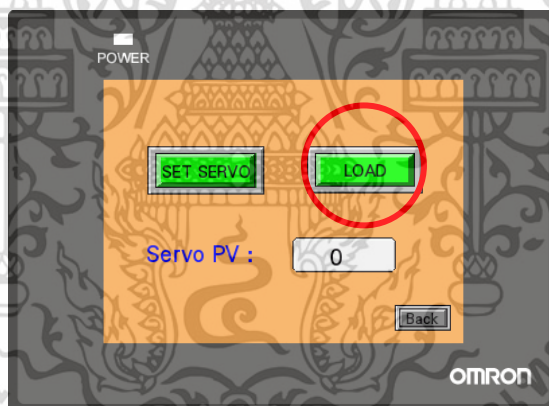 POWER
SET SERVO LOAD
Servo PV : 0
Back
OMRON